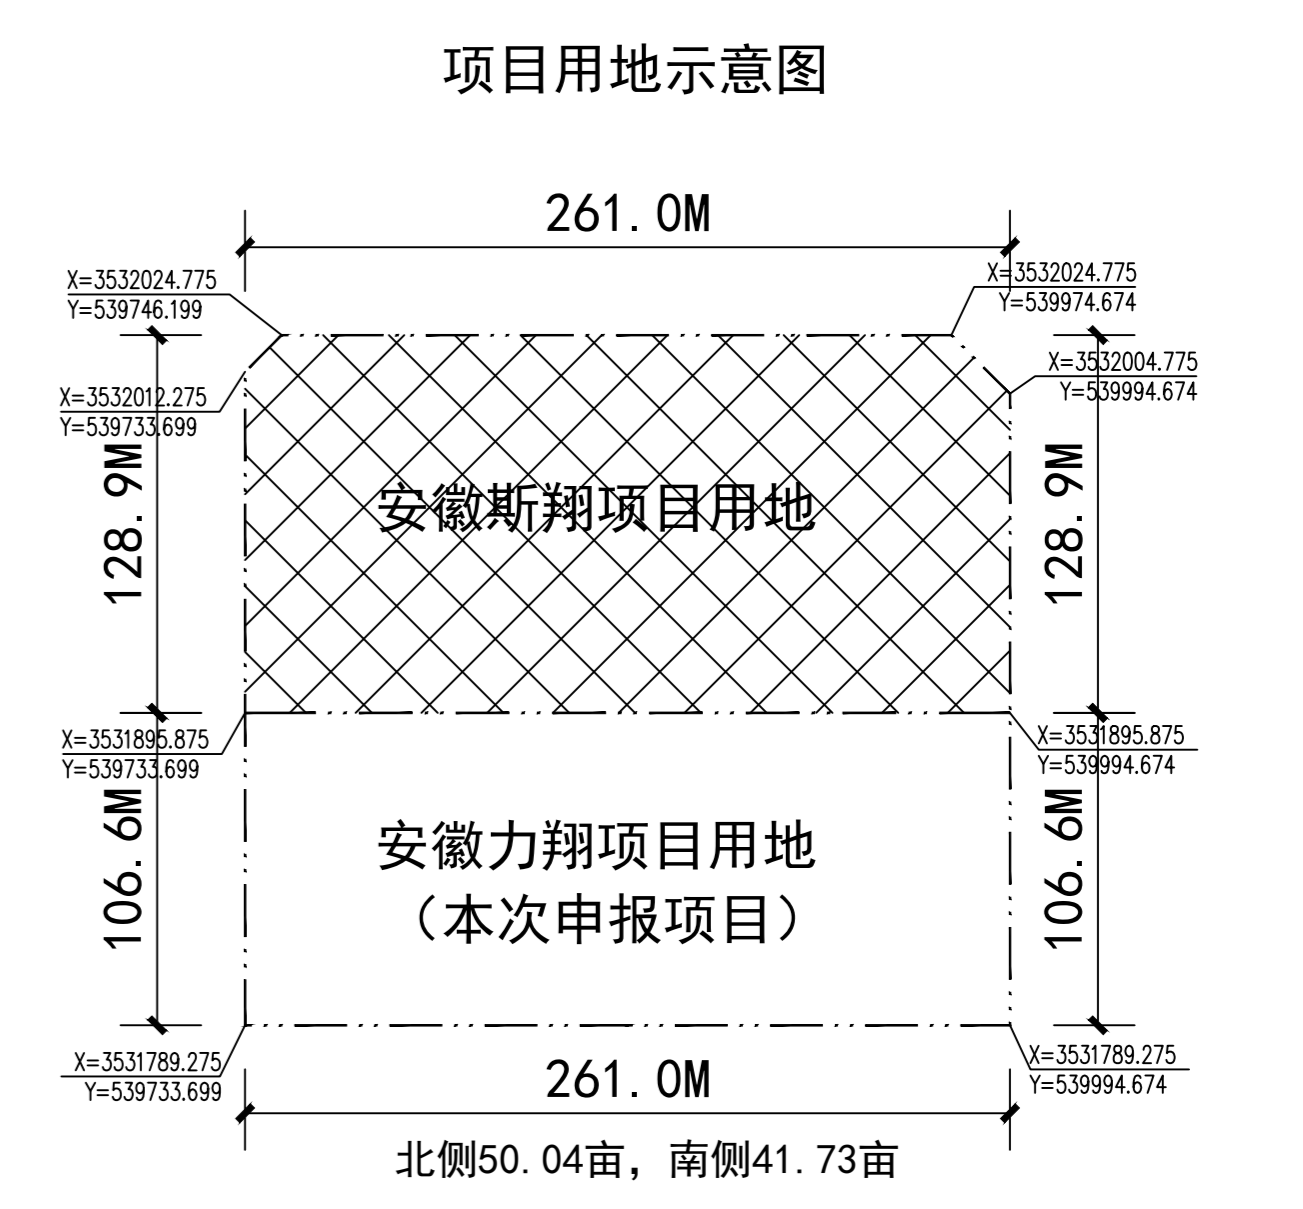 项目用地示意图
261.0M
X=3532024.775
Y=539746.199
X=3532024.775
Y=539974.674
X=3532012.275
Y=539733.699
X=3532004.775
Y=539994.674
128.9M
安徽斯翔项目用地
128.9M
X=3531895.875
Y=539733.699
X=3531895.875
Y=539994.674
106.6M
安徽力翔项目用地
（本次申报项目）
106.6M
X=3531789.275
Y=539733.699
261.0M
X=3531789.275
Y=539994.674
北侧50.04亩，南侧41.73亩